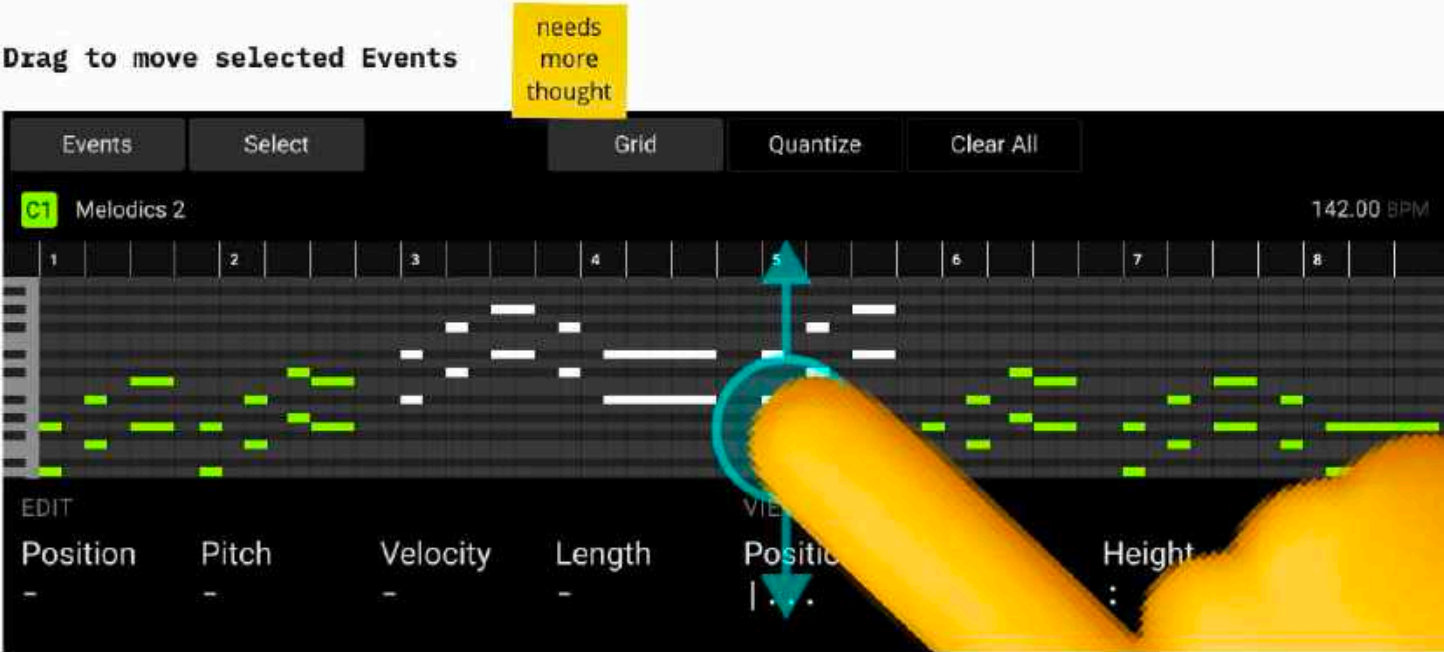 Drag to move selected Events
needs
more
thought
Events Select Grid Quantize Clear All
C1 Melodics 2 142.00 BPM
1 2 3 4 5 6 7 8
EDIT
Position Pitch Velocity Length Height
- - - -